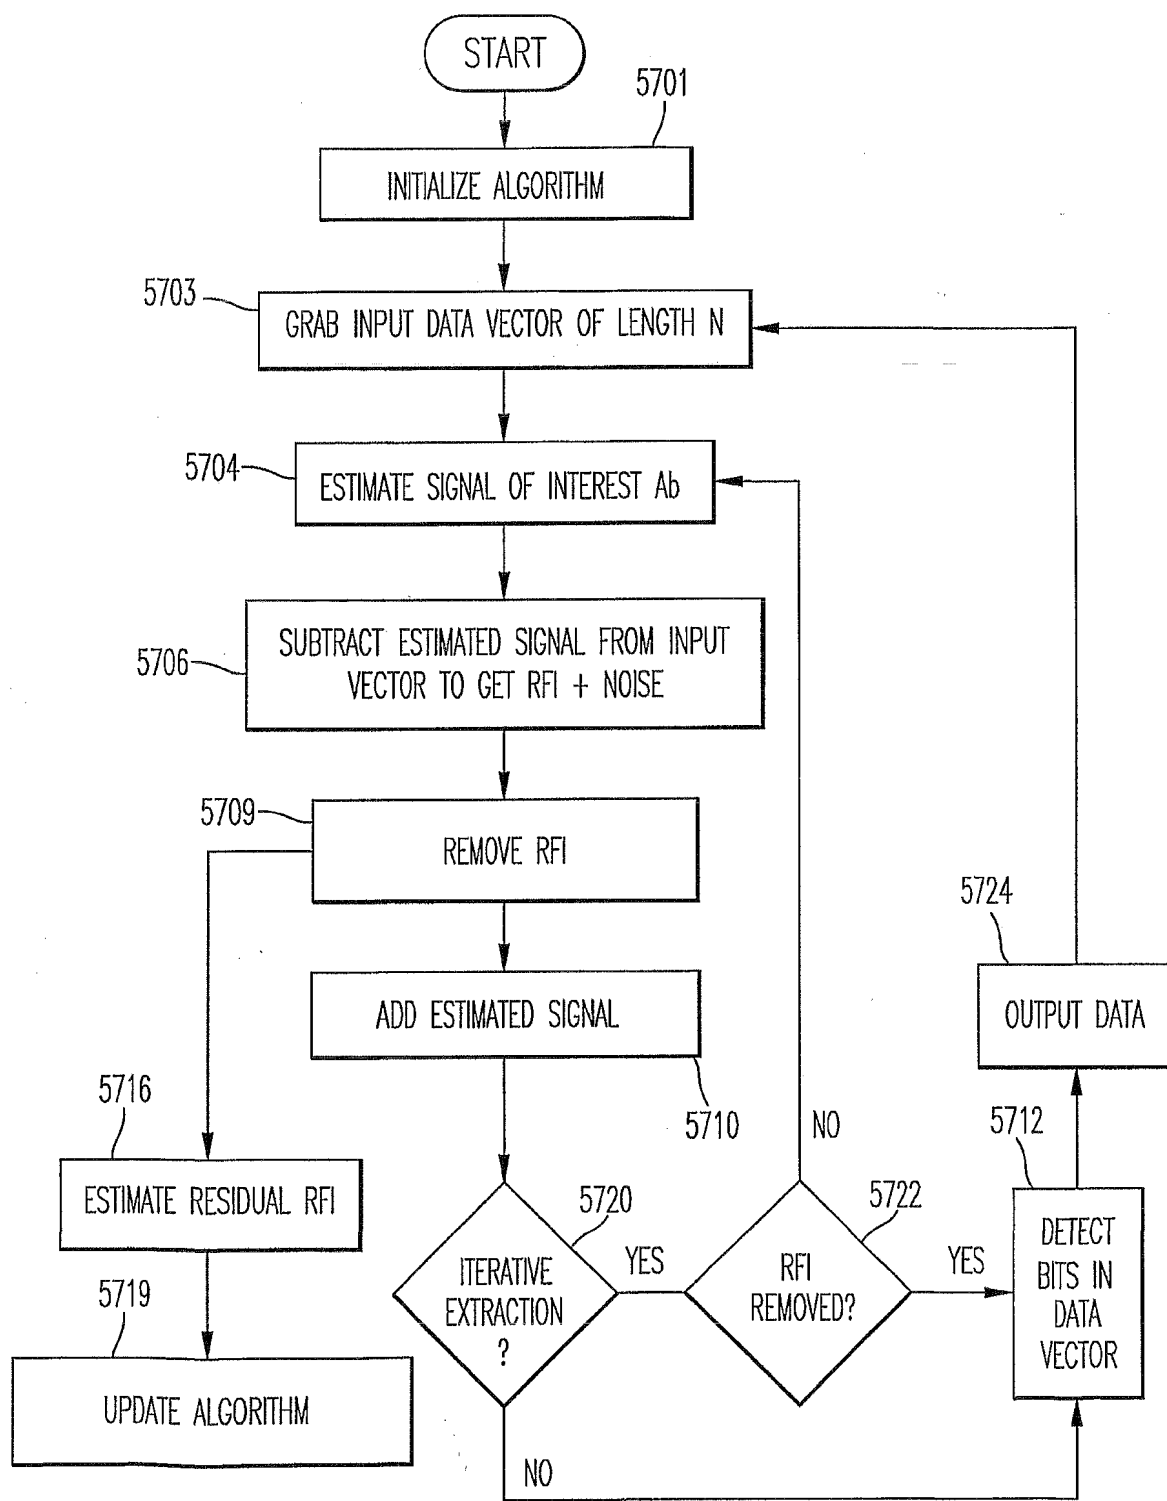 START
5701
INITIALIZE ALGORITHM
5703
GRAB INPUT DATA VECTOR OF LENGTH N
5704
ESTIMATE SIGNAL OF INTEREST Ab
SUBTRACT ESTIMATED SIGNAL FROM INPUT
VECTOR TO GET RFI + NOISE
5706
5709
REMOVE RFI
5724
OUTPUT DATA
ADD ESTIMATED SIGNAL
5710
5716
ESTIMATE RESIDUAL RFI
5719
UPDATE ALGORITHM
5720
ITERATIVE
EXTRACTION
?
YES
NO
NO
5722
RFI
REMOVED?
YES
5712
DETECT
BITS IN
DATA
VECTOR